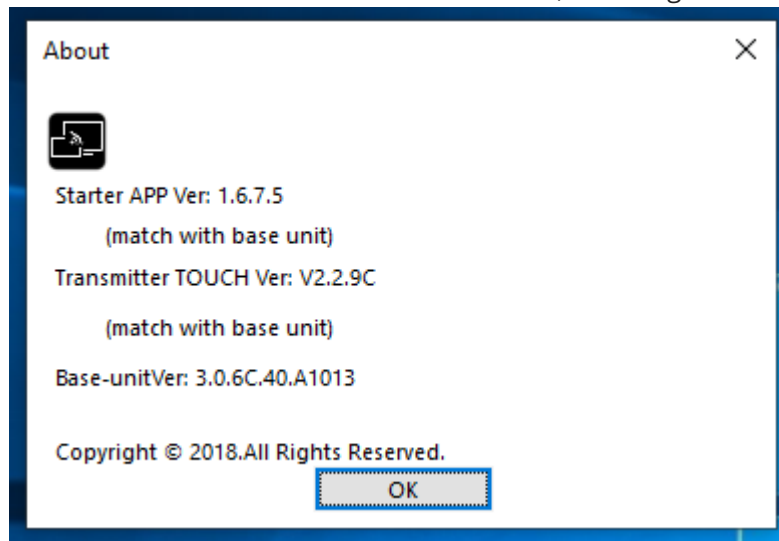 About
Starter APP Ver: 1.6.7.5
(match with base unit)
Transmitter TOUCH Ver: V2.2.9C
(match with base unit)
Base-unitVer: 3.0.6C.40.A1013
Copyright © 2018.All Rights Reserved.
OK